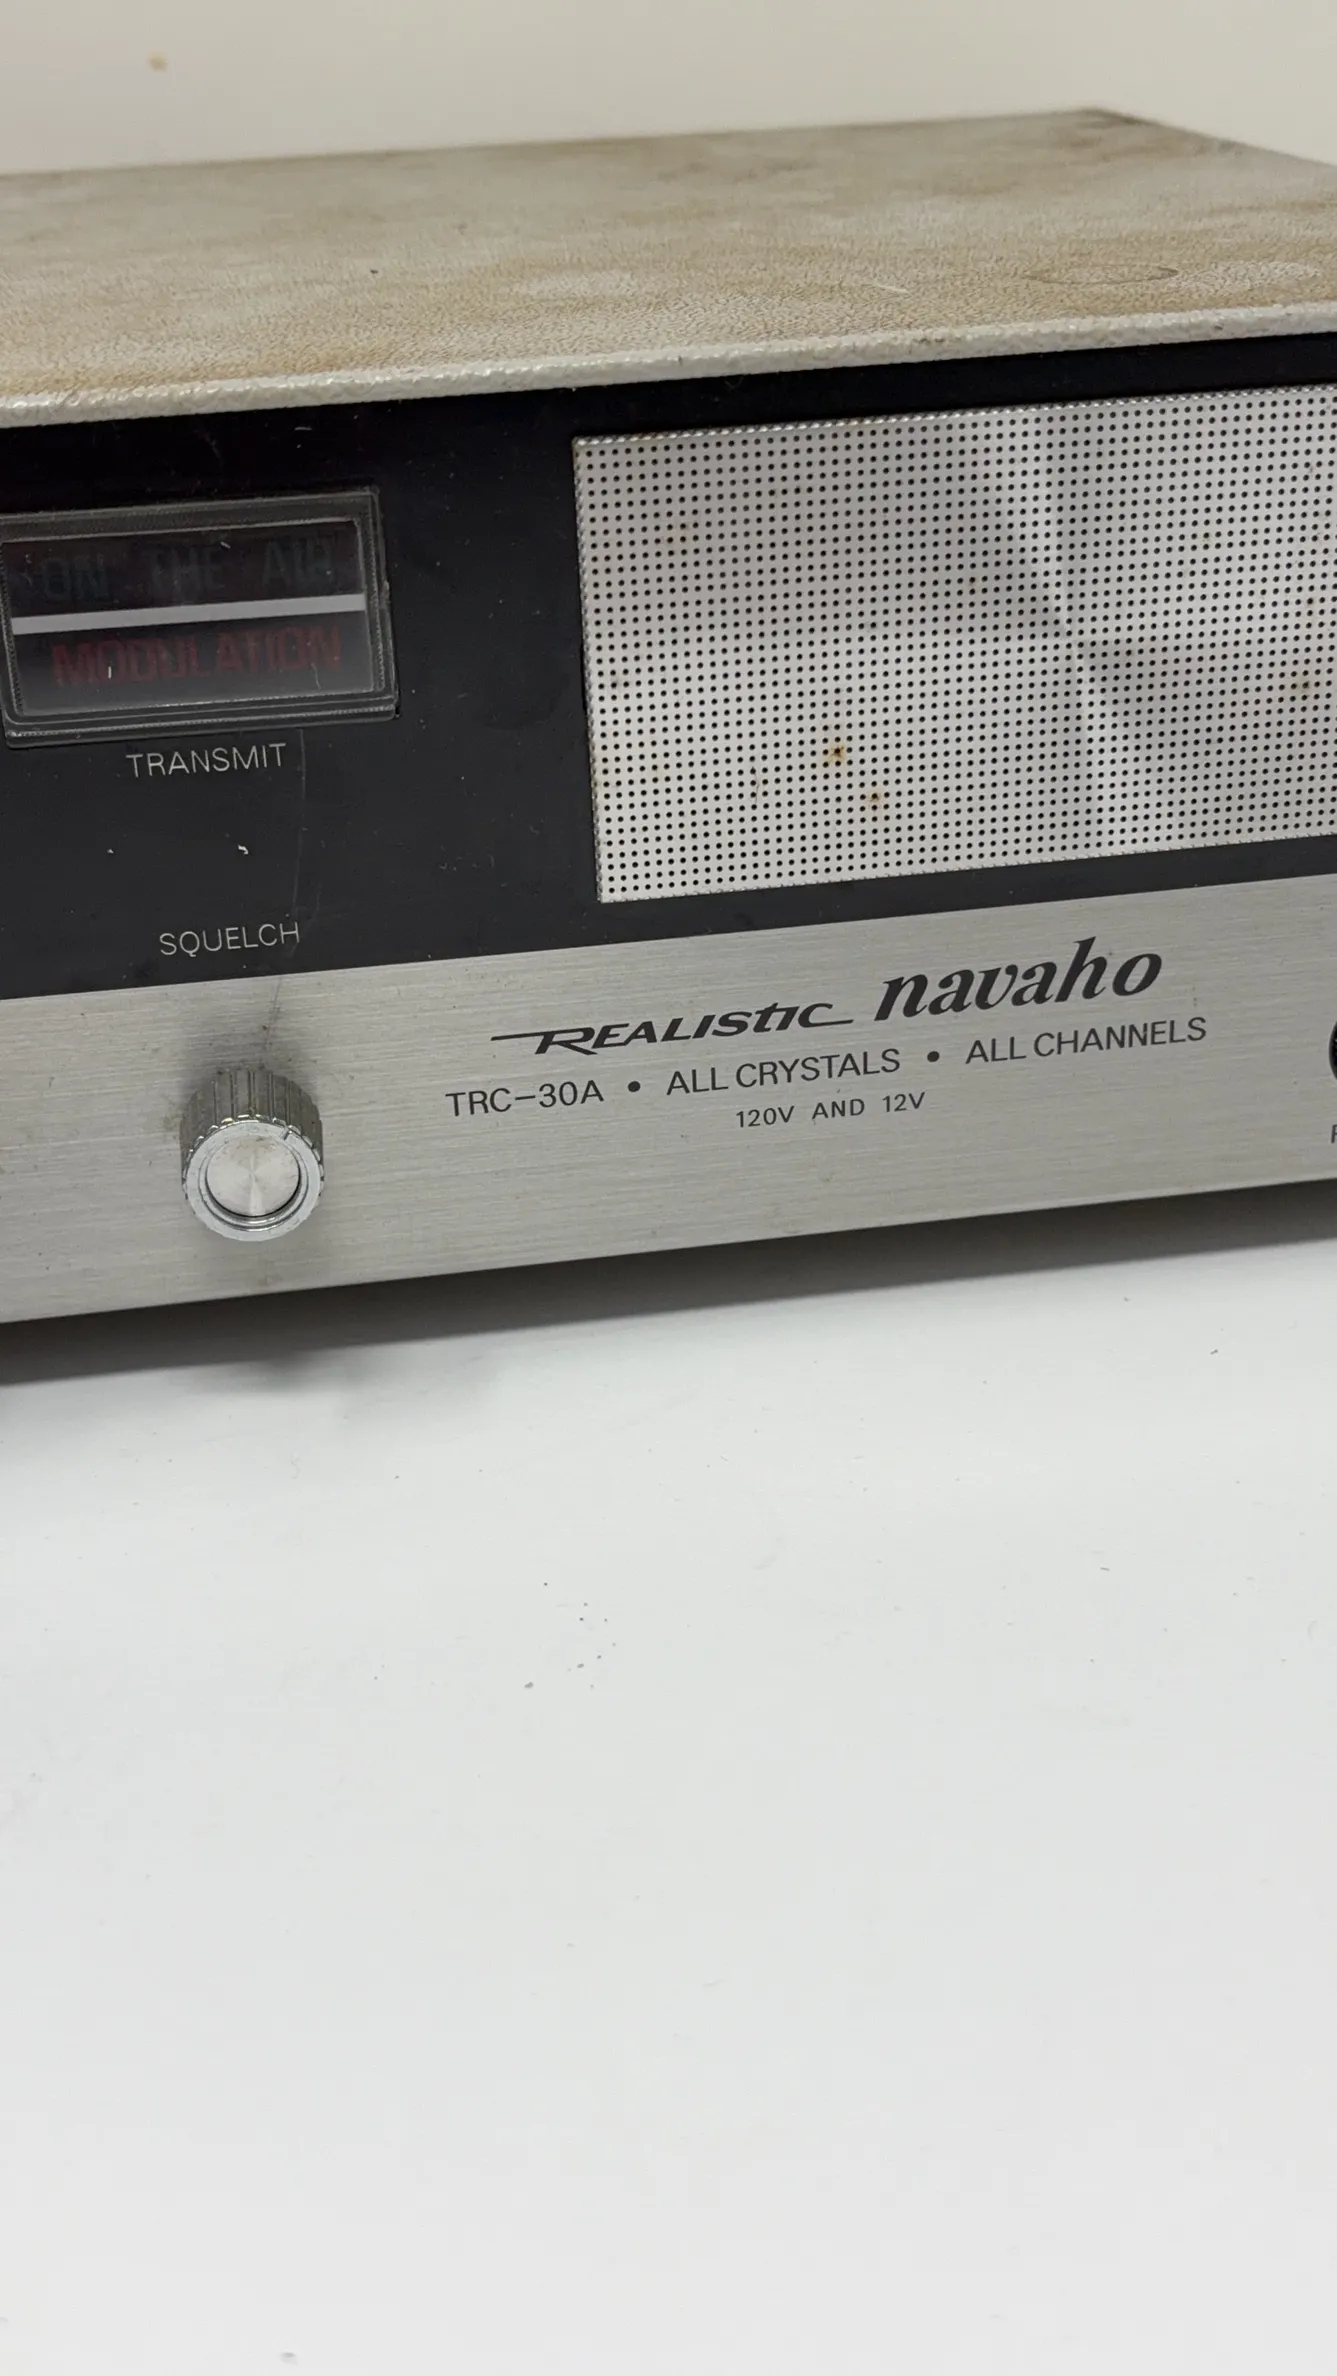 ON THE AIR
MODULATION
TRANSMIT
SQUELCH
REALISTIC navaho
TRC-30A • ALL CRYSTALS • ALL CHANNELS
120V AND 12V